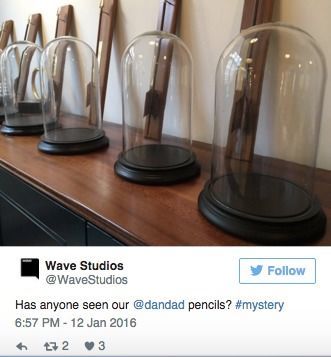 Wave Studios
@WaveStudios
Follow
Has anyone seen our @dandad pencils? #mystery
6:57 PM - 12 Jan 2016
2
3